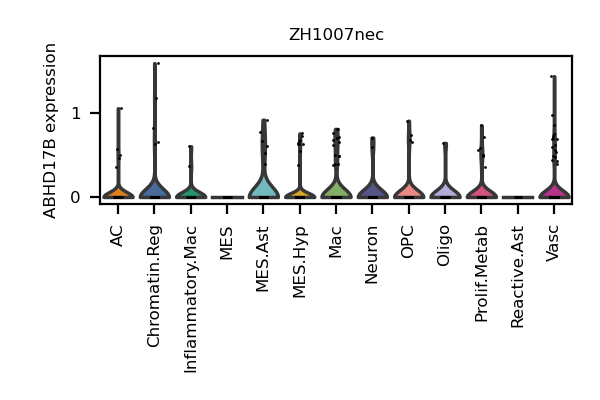 ZH1007nec
ABHD17B expression
1
0
AC
Chromatin.Reg
Inflammatory.Mac
MES
MES.Ast
MES.Hyp
Mac
Neuron
OPC
Oligo
Prolif.Metab
Reactive.Ast
Vasc